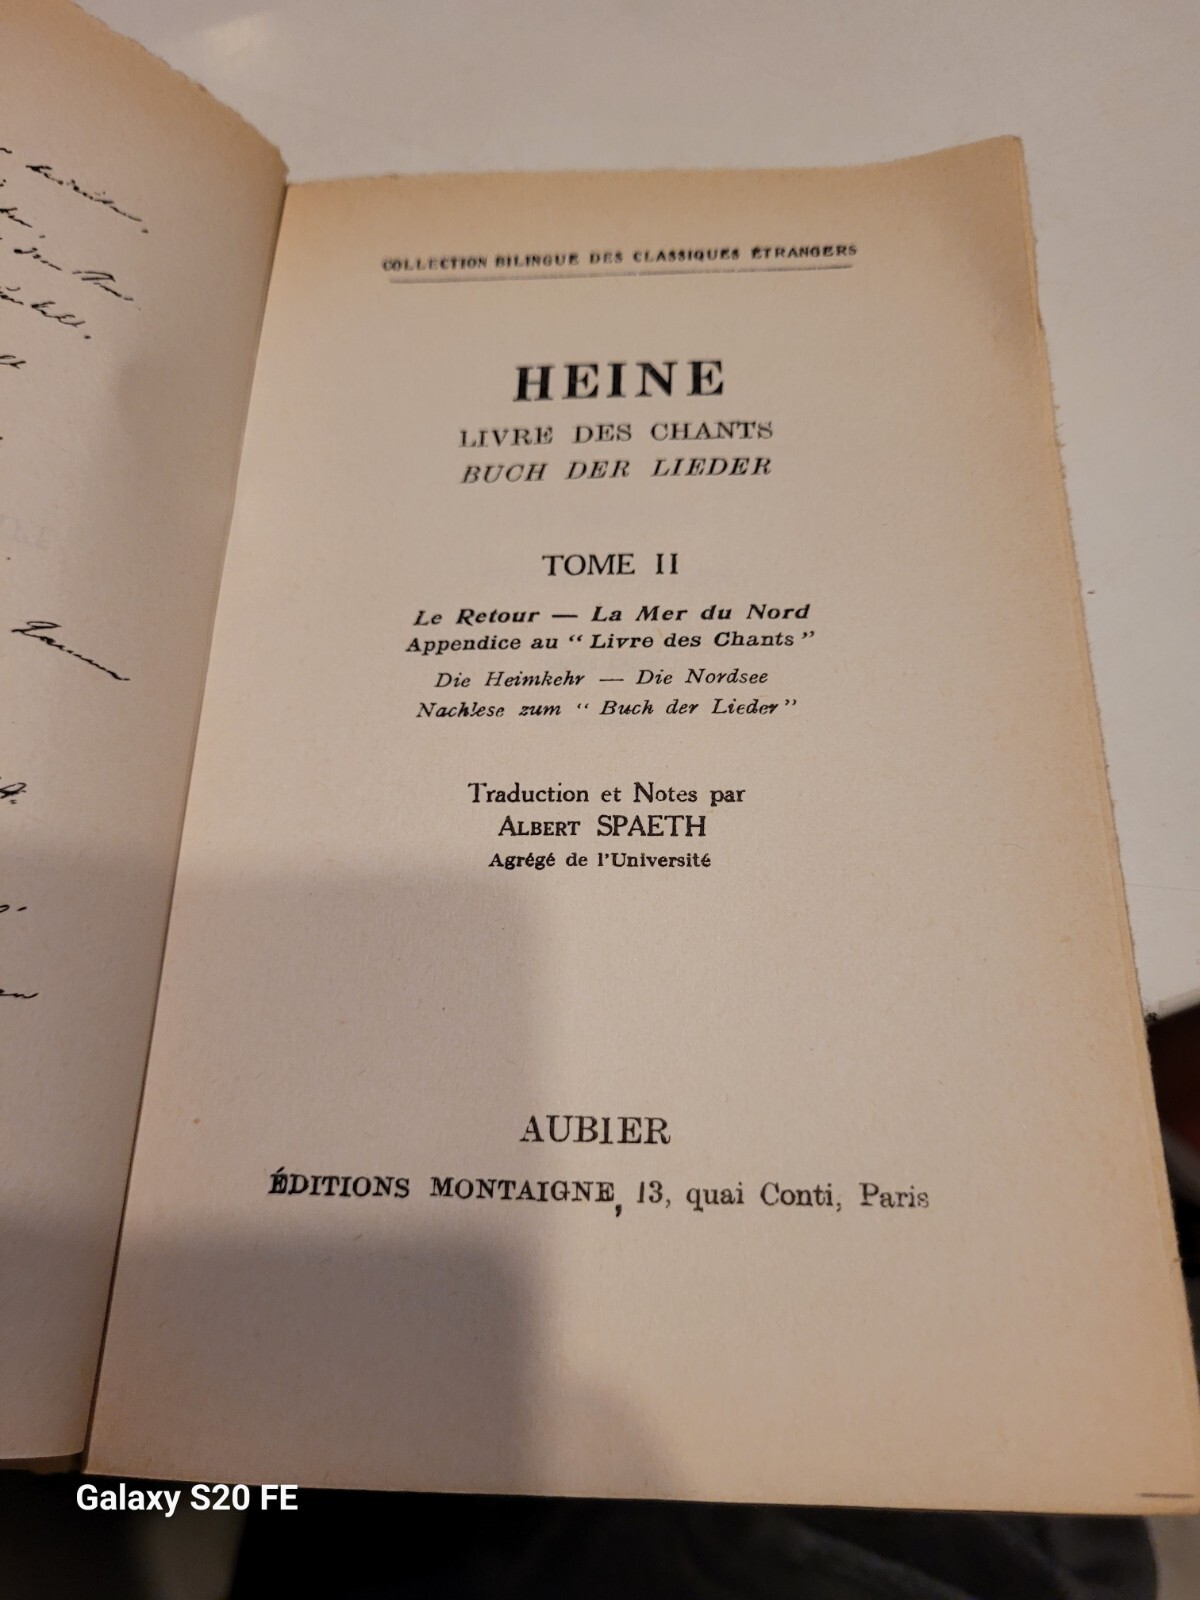 COLLECTION BILINGUE DES CLASSIQUES ÉTRANGERS
HEINE
LIVRE DES CHANTS
BUCH DER LIEDER
TOME II
Le Retour — La Mer du Nord
Appendice au “ Livre des Chants ”
Die Heimkehr — Die Nordsee
Nachlese zum “ Buch der Lieder ”
Traduction et Notes par
ALBERT SPAETH
Agrégé de l'Université
AUBIER
ÉDITIONS MONTAIGNE, 13, quai Conti, Paris
Galaxy S20 FE